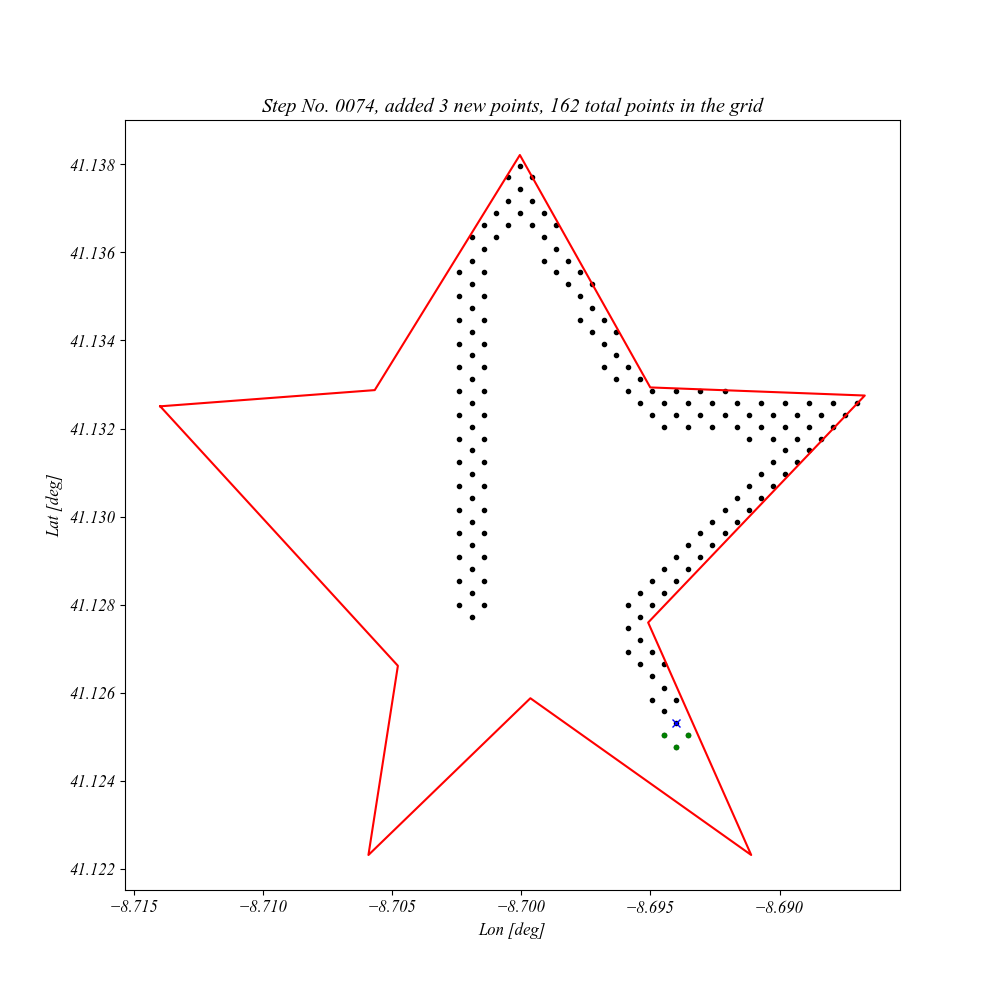 Step No. 0074, added 3 new points, 162 total points in the grid
41.138
41.136
41.134
41.132
41.130
41.128
41.126
41.124
41.122
Lat [deg]
−8.715 −8.710 −8.705 −8.700 −8.695 −8.690
Lon [deg]